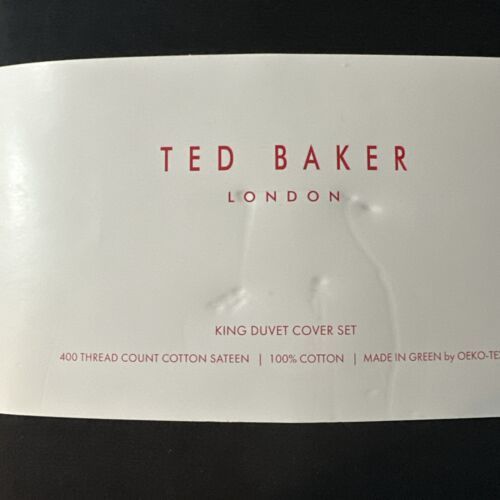 TED BAKER
LONDON
KING DUVET COVER SET
400 THREAD COUNT COTTON SATEEN | 100% COTTON | MADE IN GREEN by OEKO-TE